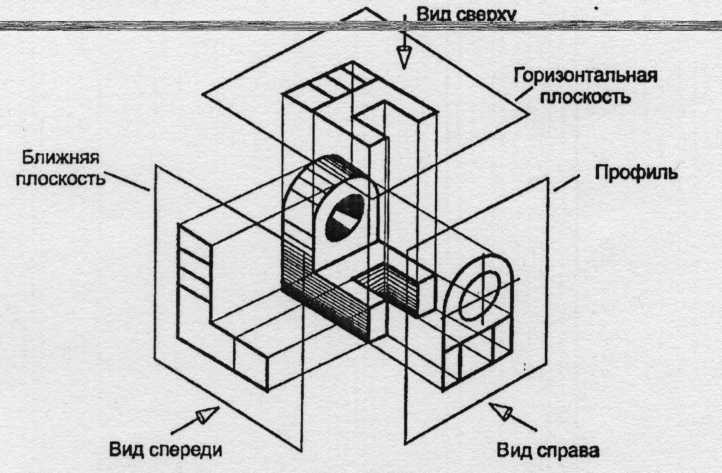 Вид сверху
Горизонтальная
плоскость
Ближняя
плоскость
Профиль
Вид спереди
Вид справа